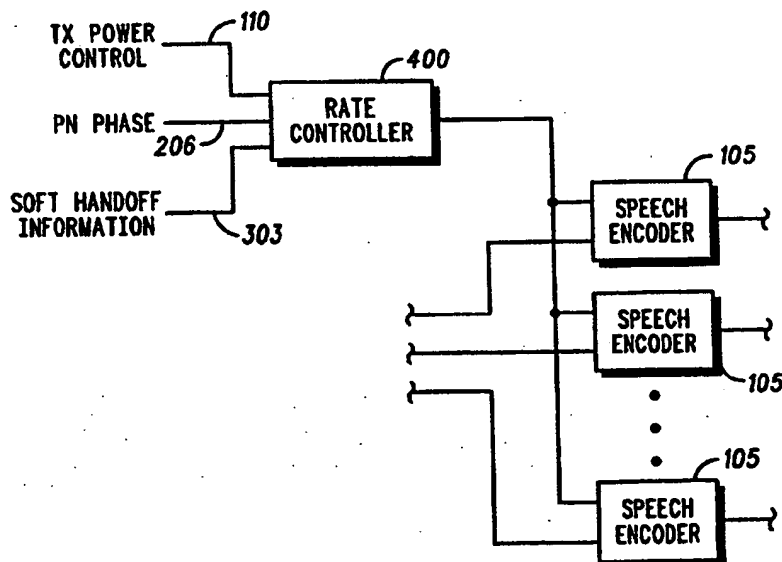 TX POWER
CONTROL
110
400
PN PHASE
206
RATE
CONTROLLER
SOFT HANDOFF
INFORMATION
303
105
SPEECH
ENCODER
SPEECH
ENCODER
105
105
SPEECH
ENCODER